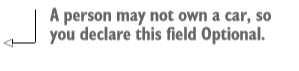 A person may not own a car, so
you declare this field Optional.